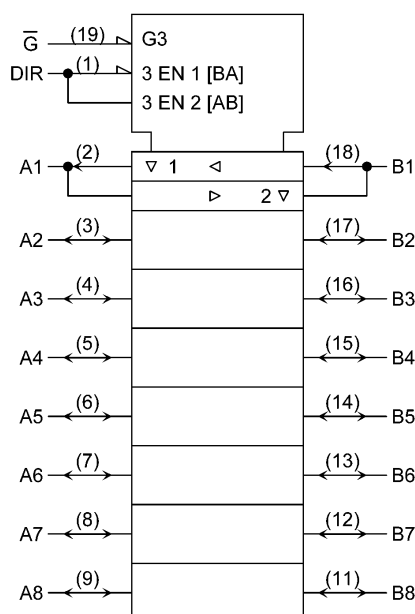 G̅ (19) G3
DIR (1) 3 EN 1 [BA]
3 EN 2 [AB]
A1 (2) ▽ 1 ◁ (18) B1
▷ 2 ▽
A2 (3) (17) B2
A3 (4) (16) B3
A4 (5) (15) B4
A5 (6) (14) B5
A6 (7) (13) B6
A7 (8) (12) B7
A8 (9) (11) B8